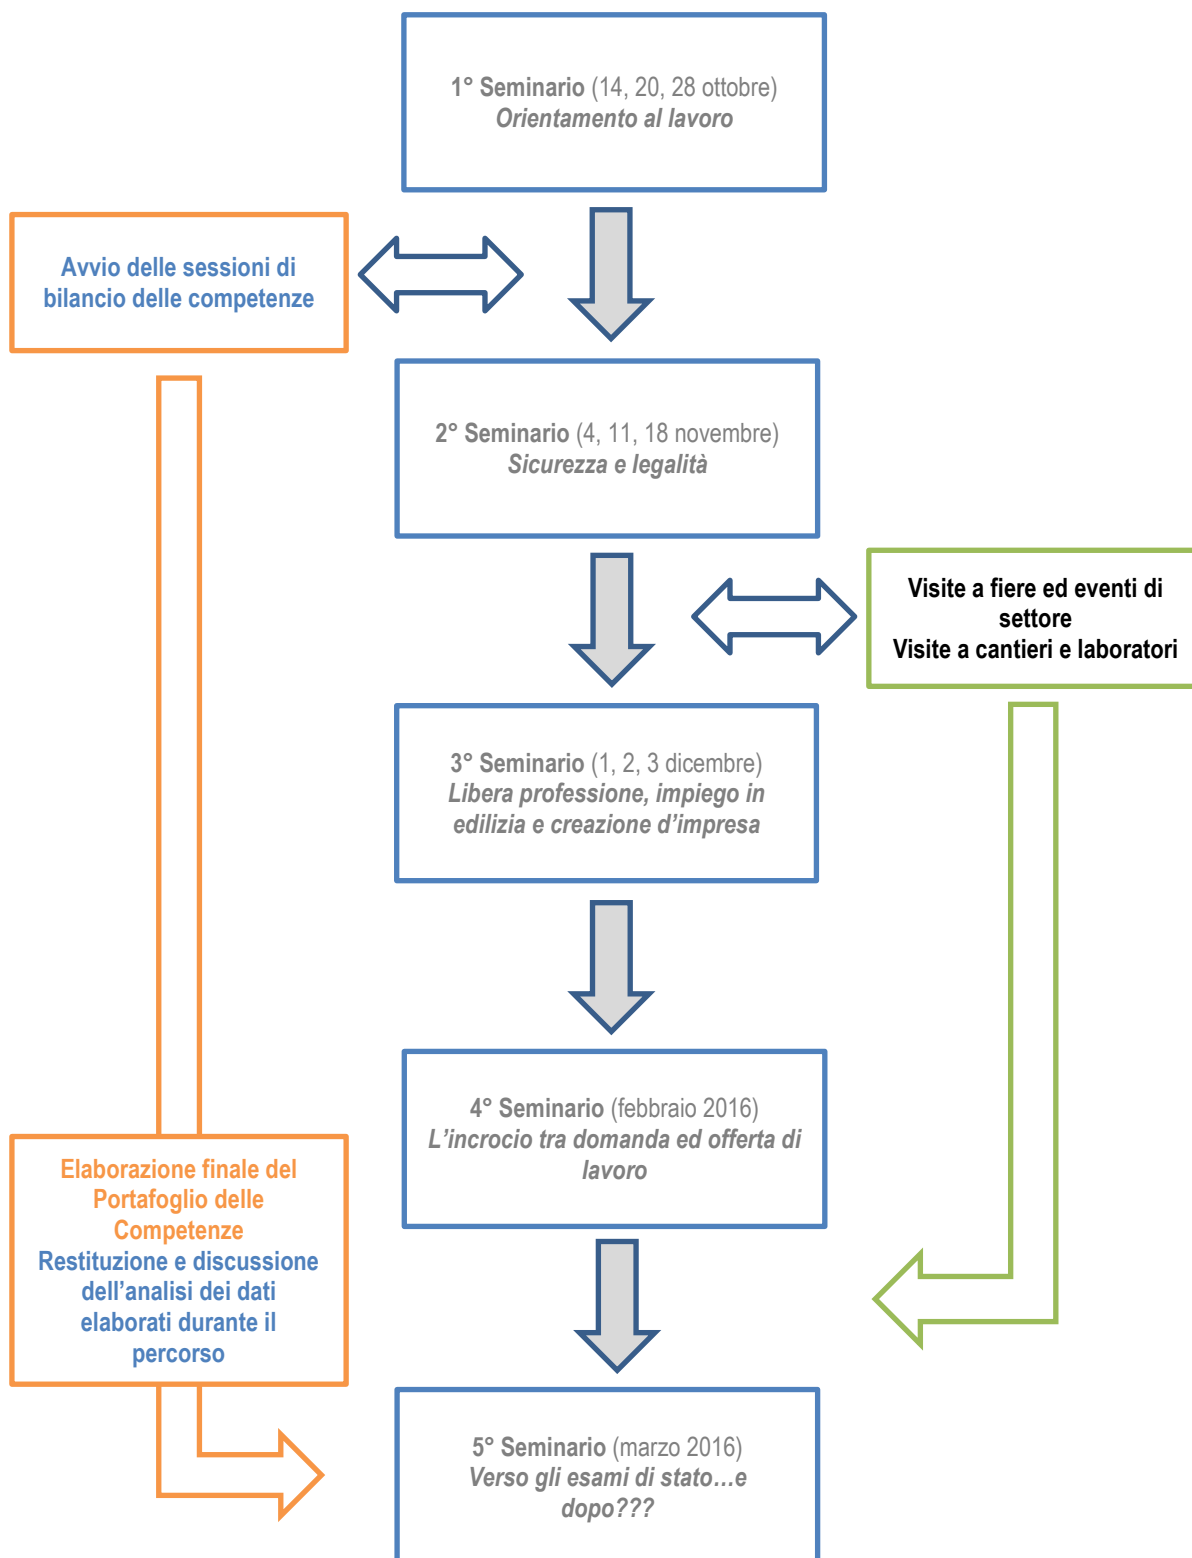 1° Seminario (14, 20, 28 ottobre)
Orientamento al lavoro
Avvio delle sessioni di
bilancio delle competenze
2° Seminario (4, 11, 18 novembre)
Sicurezza e legalità
Visite a fiere ed eventi di
settore
Visite a cantieri e laboratori
3° Seminario (1, 2, 3 dicembre)
Libera professione, impiego in
edilizia e creazione d’impresa
4° Seminario (febbraio 2016)
L’incrocio tra domanda ed offerta di
lavoro
Elaborazione finale del
Portafoglio delle
Competenze
Restituzione e discussione
dell’analisi dei dati
elaborati durante il
percorso
5° Seminario (marzo 2016)
Verso gli esami di stato…e
dopo???